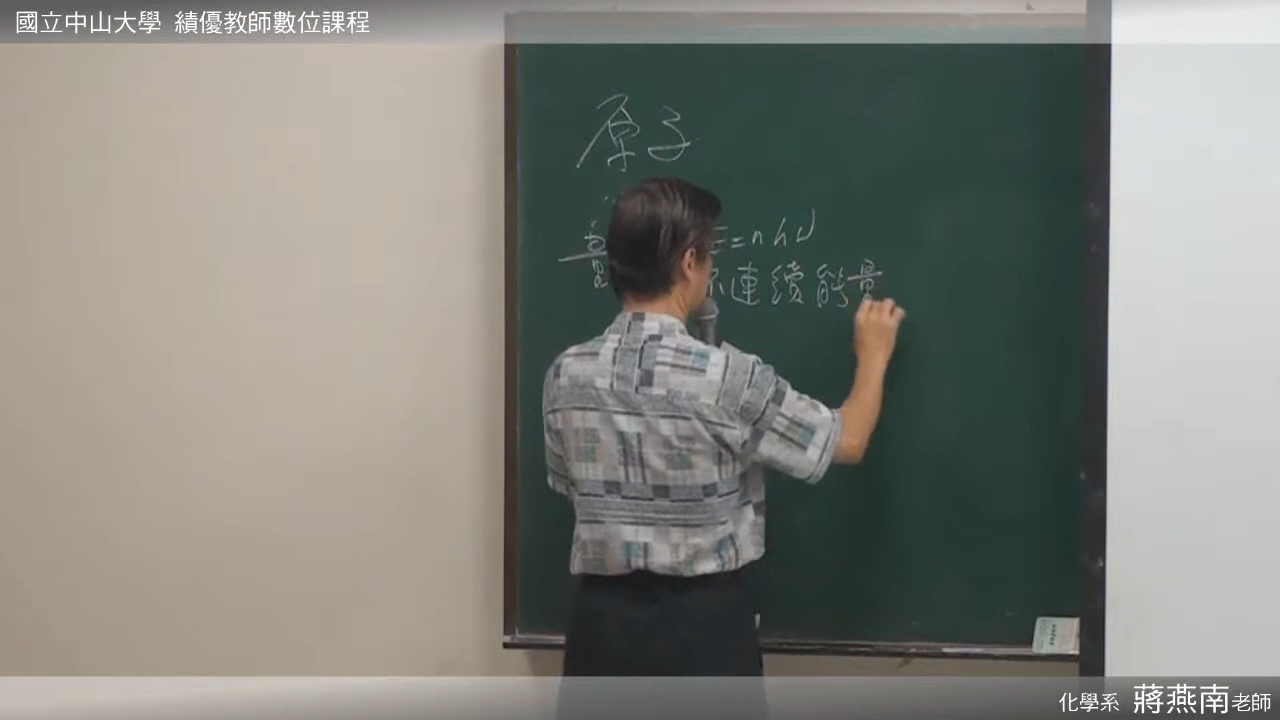 國立中山大學 績優教師數位課程
原子
量 E=nhν
不連續能量
化學系 蔣燕南老師